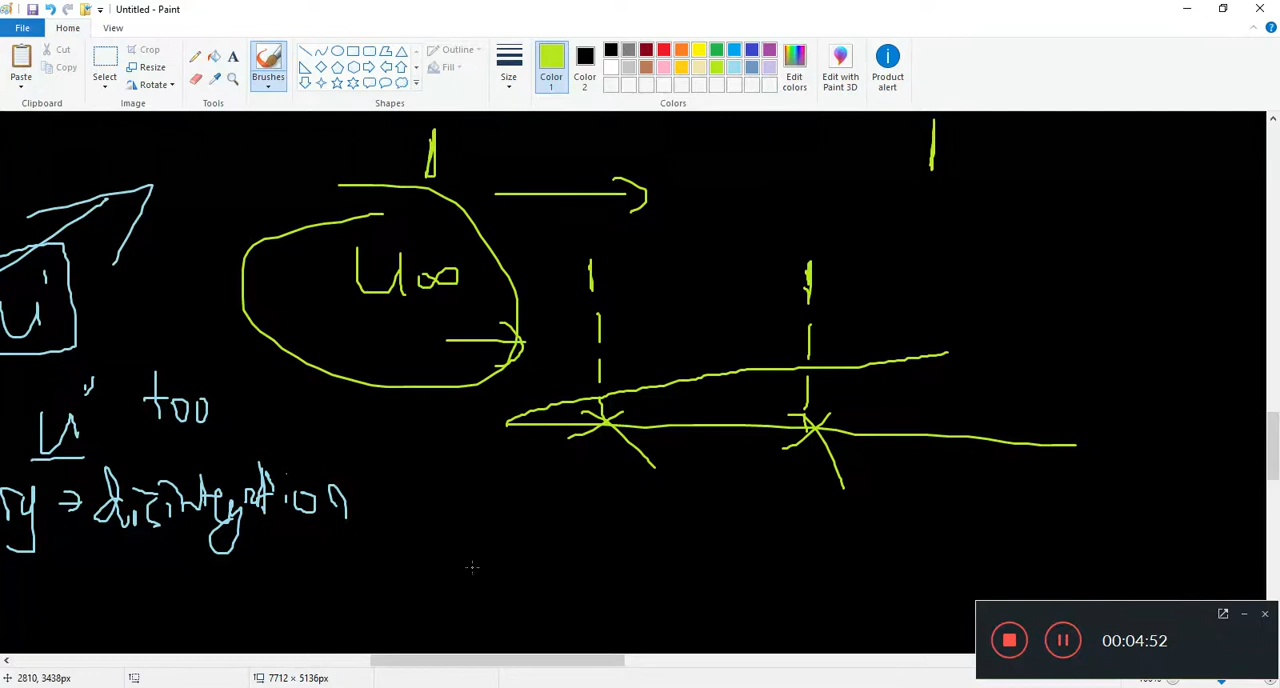 Untitled - Paint
File
Home
View
Paste
Cut
Copy
Clipboard
Select
Crop
Resize
Rotate
Image
Tools
A
Brushes
Shapes
Outline
Fill
Size
Color
1
Color
2
Colors
Edit
colors
Edit with
Paint 3D
Product
alert
U∞
u'
u' too
ry ⇒ disintegration
00:04:52
2810, 3438px
7712 × 5136px